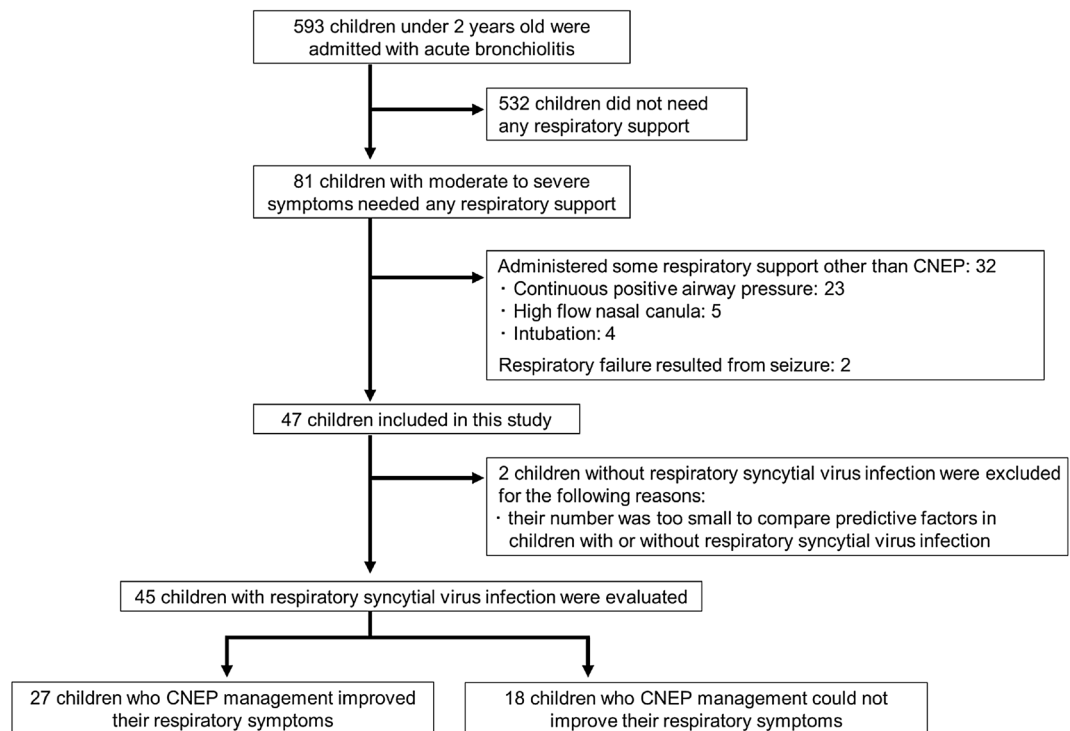 593 children under 2 years old were
admitted with acute bronchiolitis
532 children did not need
any respiratory support
81 children with moderate to severe
symptoms needed any respiratory support
Administered some respiratory support other than CNEP: 32
・Continuous positive airway pressure: 23
・High flow nasal canula: 5
・Intubation: 4
Respiratory failure resulted from seizure: 2
47 children included in this study
2 children without respiratory syncytial virus infection were excluded
for the following reasons:
・their number was too small to compare predictive factors in
children with or without respiratory syncytial virus infection
45 children with respiratory syncytial virus infection were evaluated
27 children who CNEP management improved
their respiratory symptoms
18 children who CNEP management could not
improve their respiratory symptoms